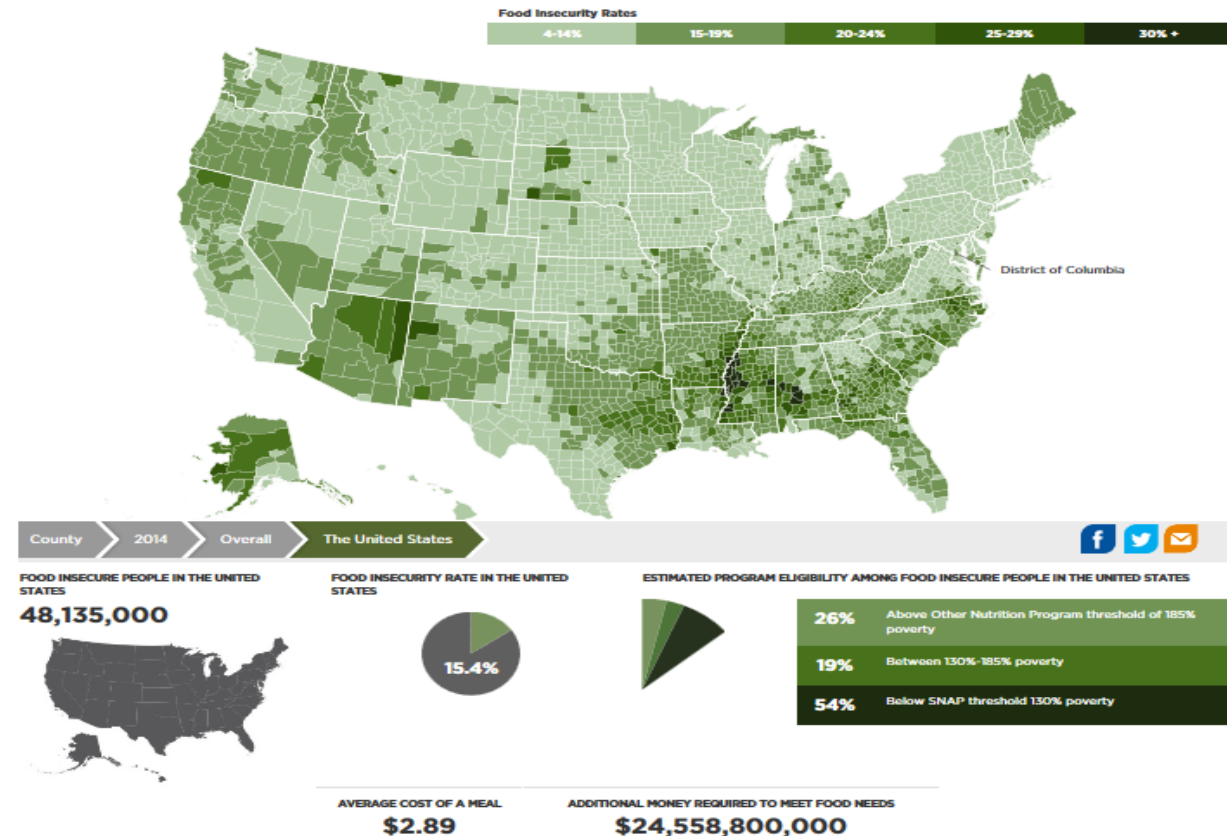 Food Insecurity Rates
4-14% 15-19% 20-24% 25-29% 30% +
District of Columbia
County 2014 Overall The United States
f
FOOD INSECURE PEOPLE IN THE UNITED
STATES
48,135,000
FOOD INSECURITY RATE IN THE UNITED
STATES
15.4%
ESTIMATED PROGRAM ELIGIBILITY AMONG FOOD INSECURE PEOPLE IN THE UNITED STATES
26% Above Other Nutrition Program threshold of 185%
poverty
19% Between 130%-185% poverty
54% Below SNAP threshold 130% poverty
AVERAGE COST OF A MEAL
$2.89
ADDITIONAL MONEY REQUIRED TO MEET FOOD NEEDS
$24,558,800,000